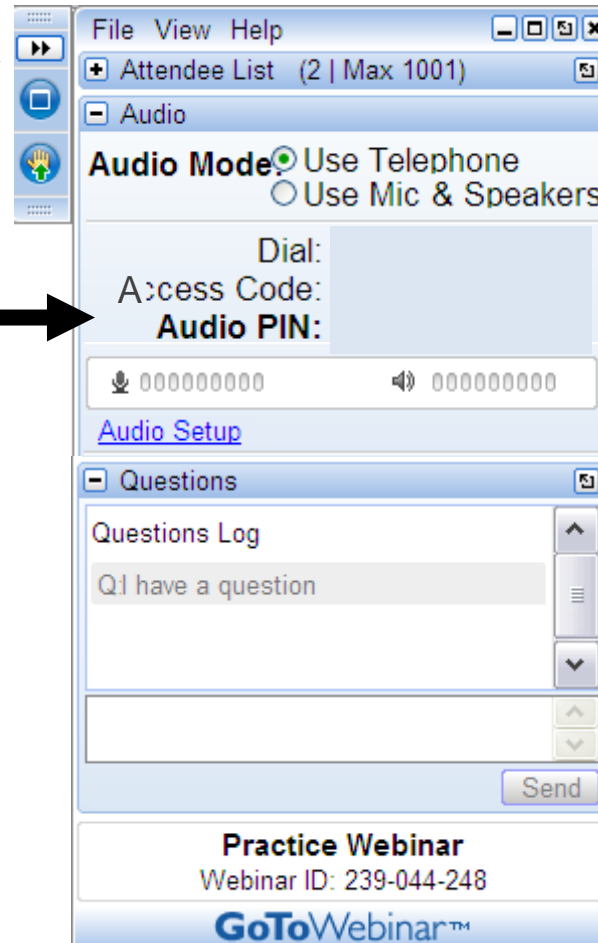 File View Help
Attendee List (2 | Max 1001)
Audio
Audio Mode: Use Telephone
Use Mic & Speakers
Dial:
Access Code:
Audio PIN:
000000000 000000000
Audio Setup
Questions
Questions Log
Q:I have a question
Send
Practice Webinar
Webinar ID: 239-044-248
GoToWebinar™